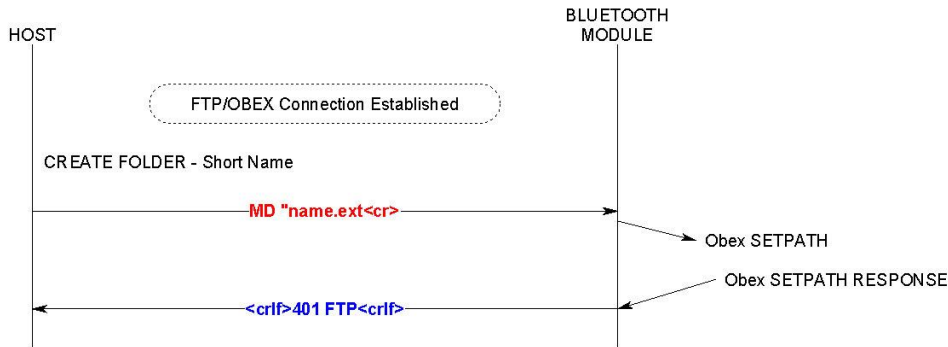 HOST
BLUETOOTH
MODULE
FTP/OBEX Connection Established
CREATE FOLDER - Short Name
MD "name.ext<cr>
Obex SETPATH
Obex SETPATH RESPONSE
<crlf>401 FTP<crlf>